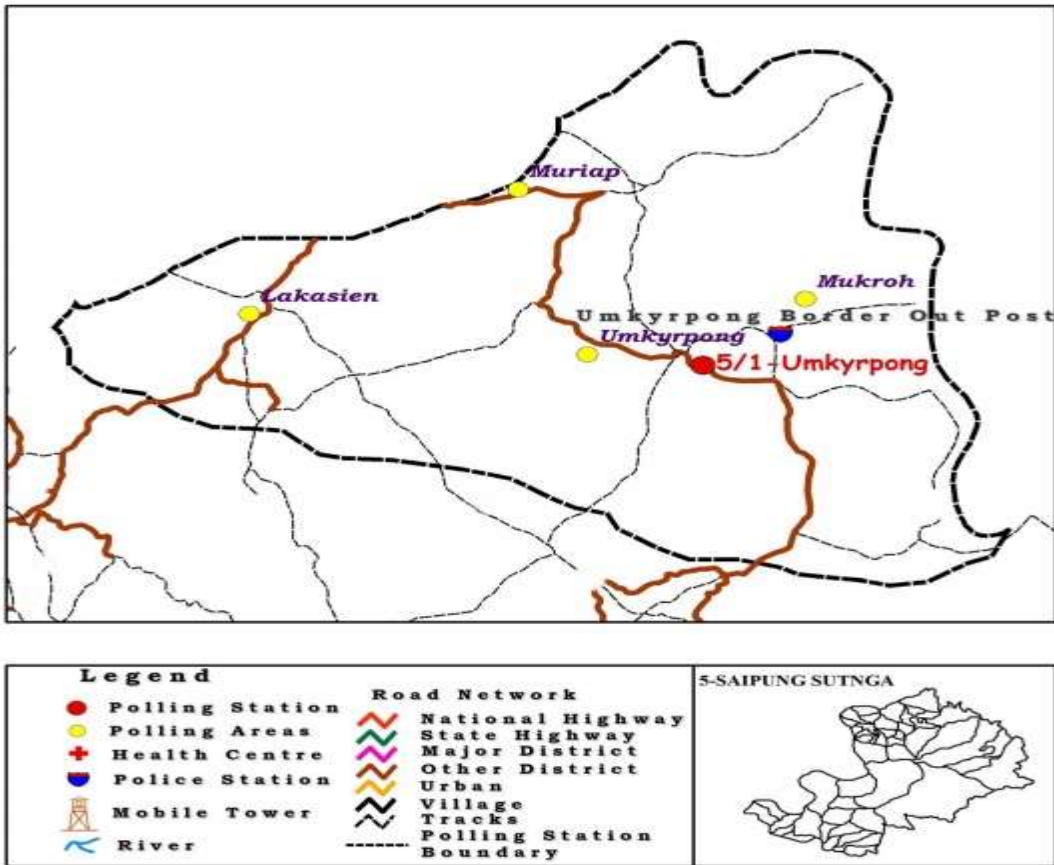 Muriap
Mukroh
Lakasien
Umkyrpong Border Out Post
Umkyrpong
5/1-Umkyrpong
Legend
Polling Station
Polling Areas
Health Centre
Police Station
Mobile Tower
River
Road Network
National Highway
State Highway
Major District
Other District
Urban
Village
Tracks
Polling Station
Boundary
5-SAIPUNG SUTNGA